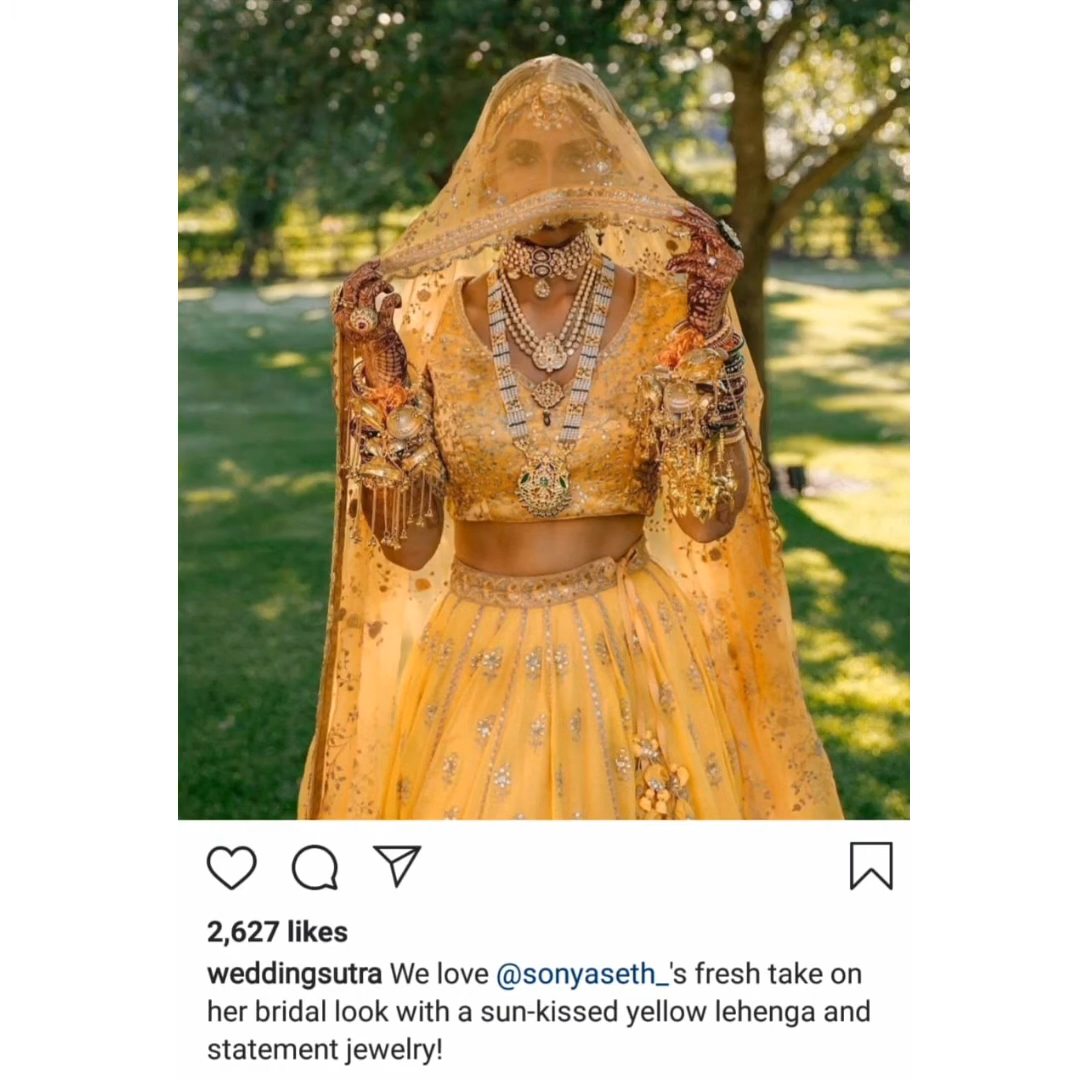 2,627 likes
weddingsutra We love @sonyaseth_'s fresh take on
her bridal look with a sun-kissed yellow lehenga and
statement jewelry!